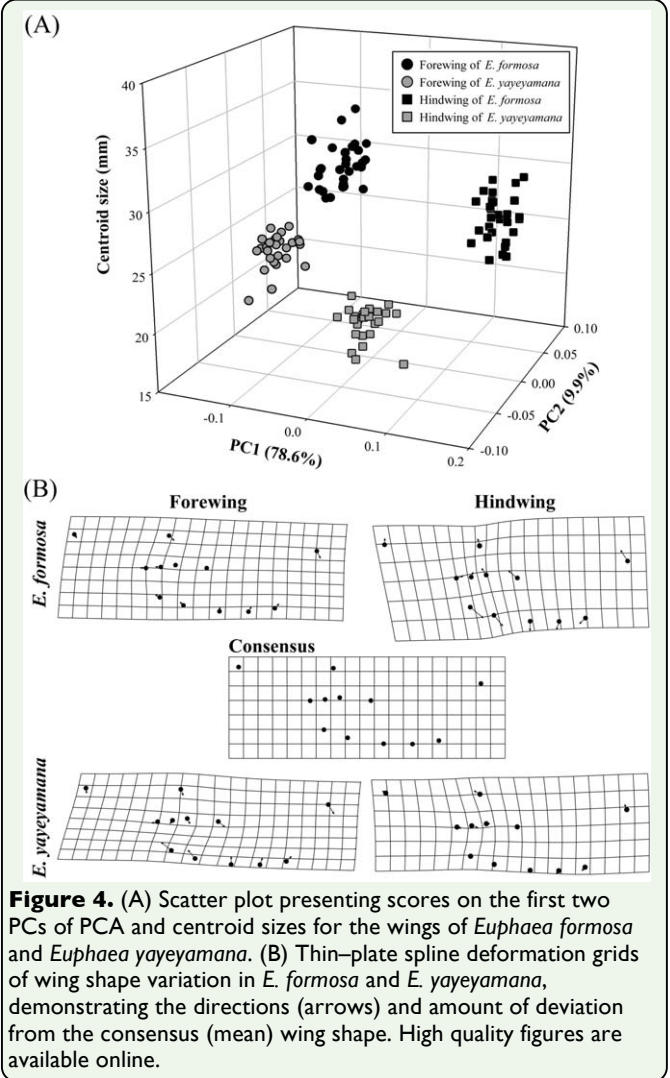 (A)
Forewing of E. formosa
Forewing of E. yayeyamana
Hindwing of E. formosa
Hindwing of E. yayeyamana
Centroid size (mm)
40
35
30
25
20
15
-0.1
0.0
0.1
0.2
PC1 (78.6%)
0.10
0.05
0.00
-0.05
-0.10
PC2 (9.9%)
(B)
Forewing
Hindwing
E. formosa
Consensus
E. yayeyamana
Figure 4. (A) Scatter plot presenting scores on the first two
PCs of PCA and centroid sizes for the wings of Euphaea formosa
and Euphaea yayeyamana. (B) Thin–plate spline deformation grids
of wing shape variation in E. formosa and E. yayeyamana,
demonstrating the directions (arrows) and amount of deviation
from the consensus (mean) wing shape. High quality figures are
available online.